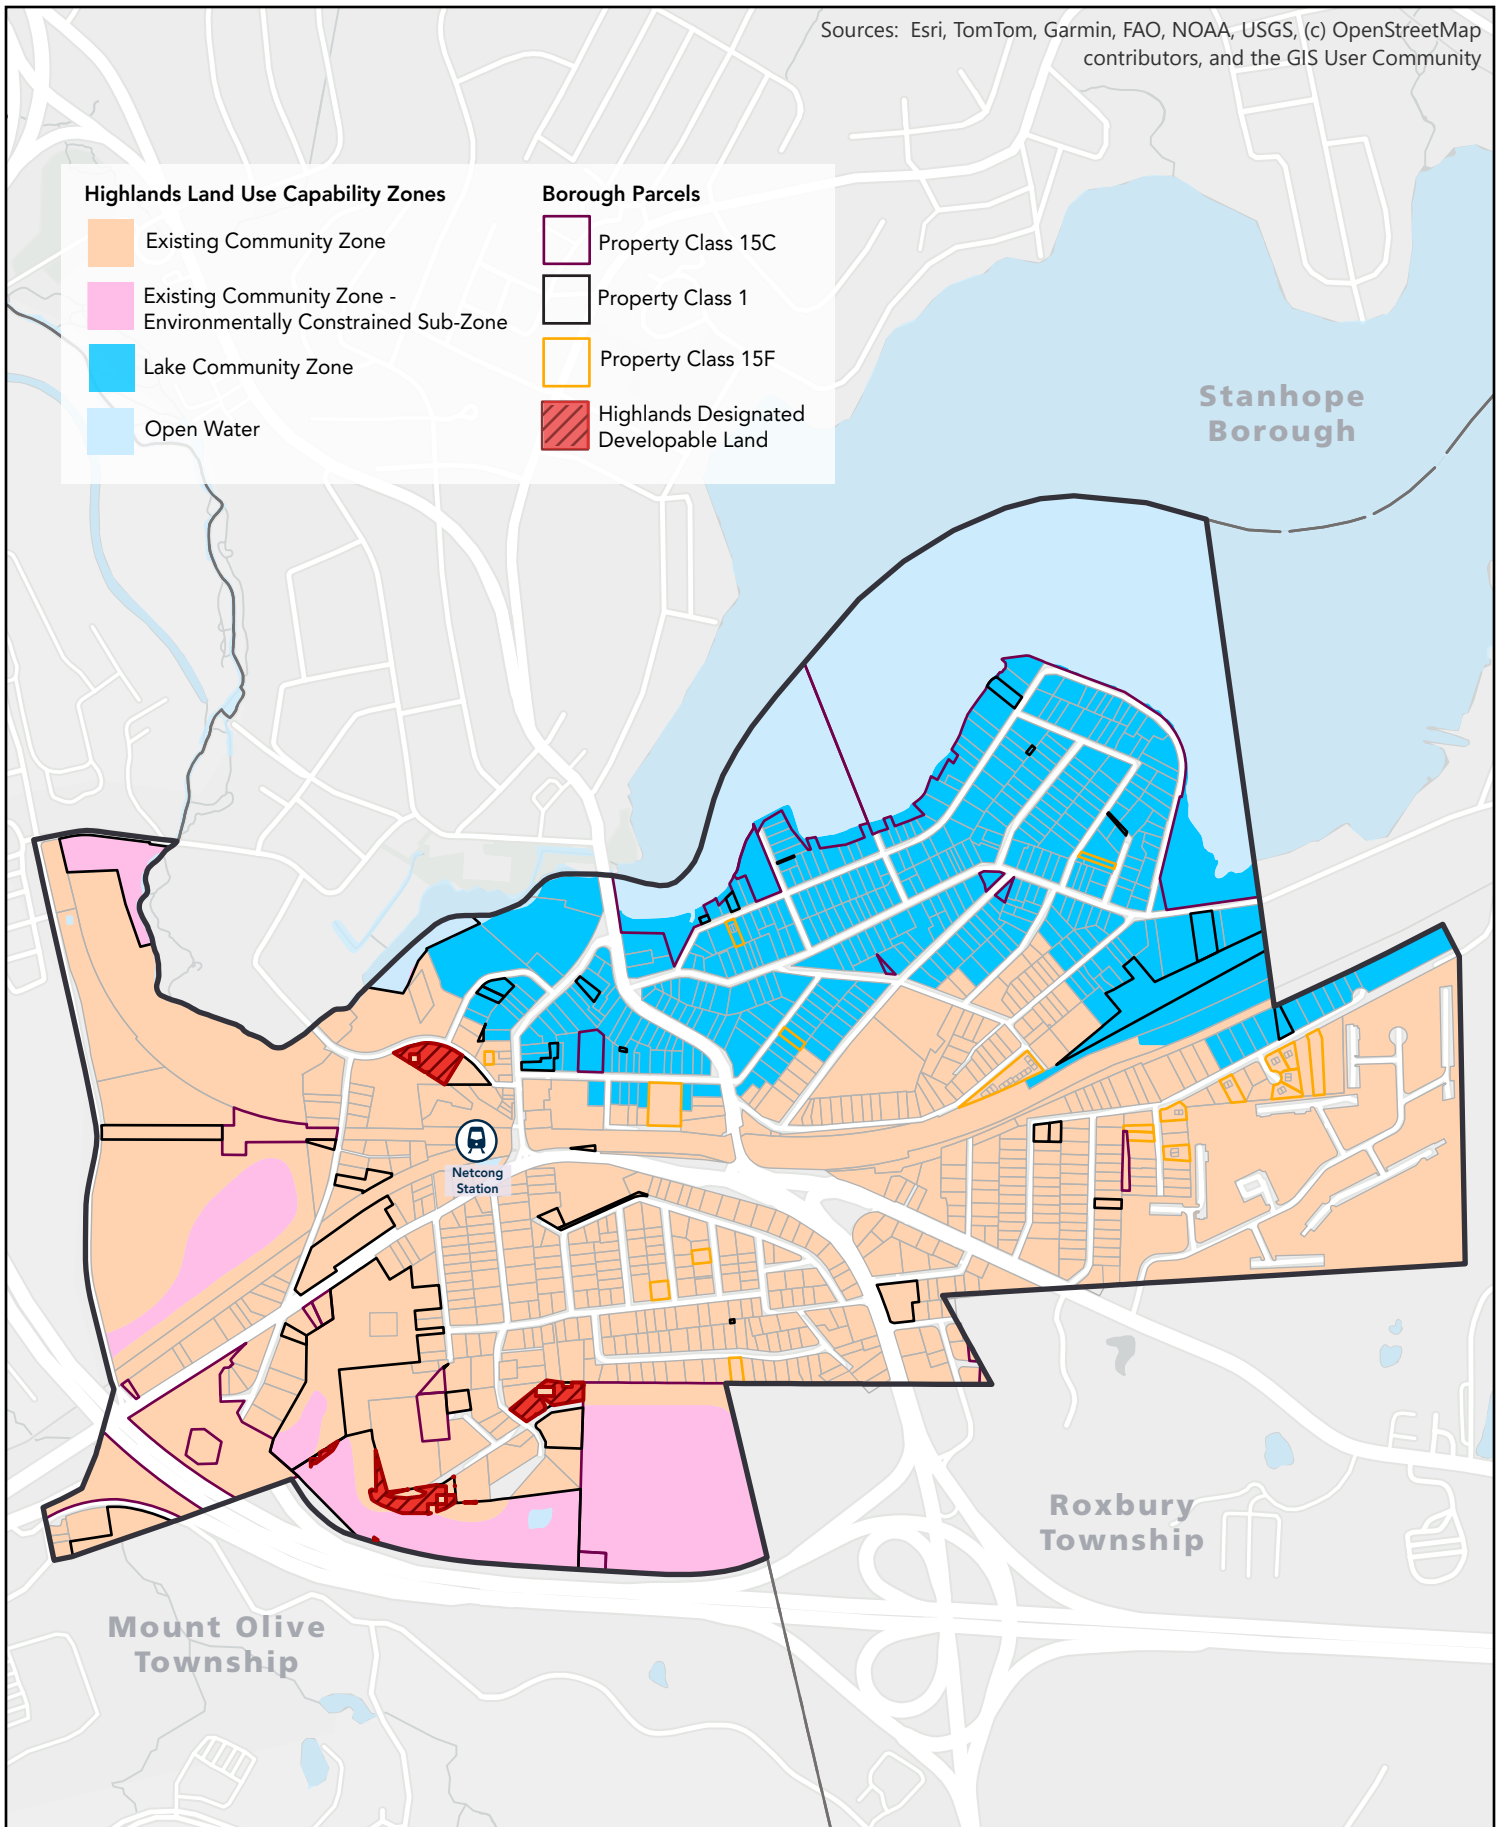 Sources: Esri, TomTom, Garmin, FAO, NOAA, USGS, (c) OpenStreetMap
contributors, and the GIS User Community
Highlands Land Use Capability Zones
Existing Community Zone
Existing Community Zone -
Environmentally Constrained Sub-Zone
Lake Community Zone
Open Water
Borough Parcels
Property Class 15C
Property Class 1
Property Class 15F
Highlands Designated
Developable Land
Stanhope
Borough
Netcong
Station
Roxbury
Township
Mount Olive
Township